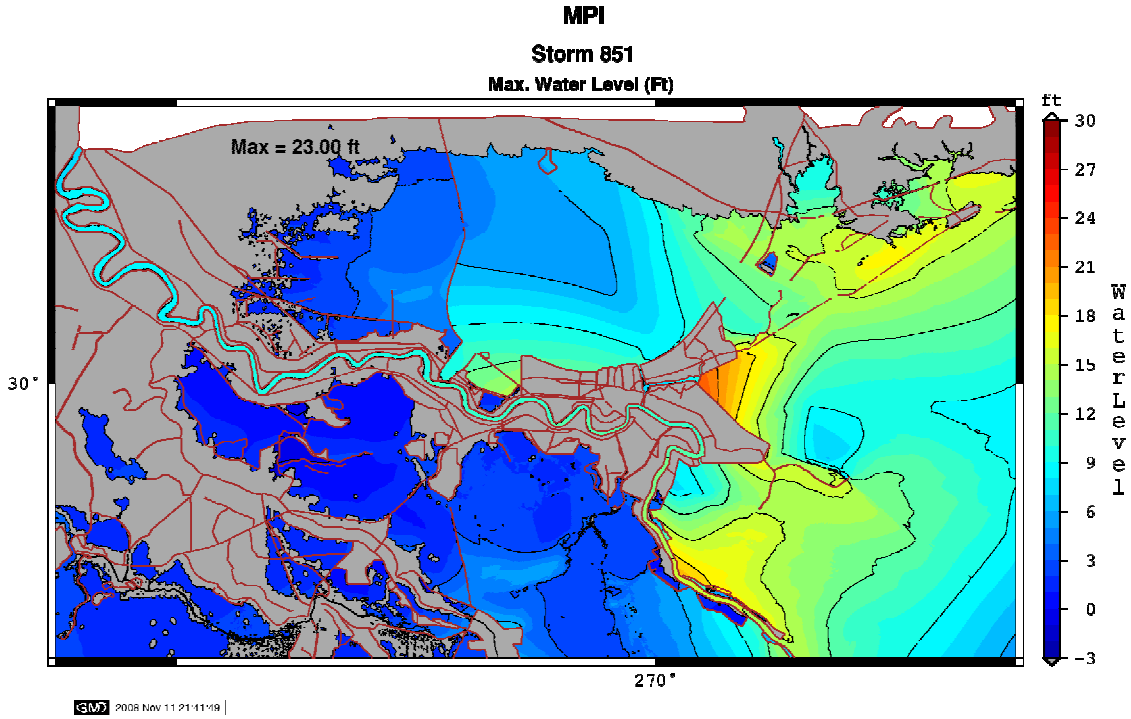 MPI
Storm 851
Max. Water Level (Ft)
Max = 23.00 ft
ft
30
27
24
21
18
15
12
9
6
3
0
-3
WaterLevel
30°
270°
GMT 2008 Nov 11 21:41:49